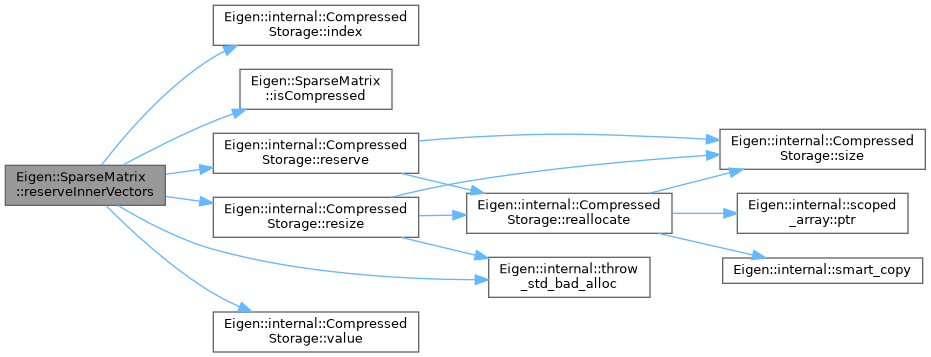 Eigen::SparseMatrix
::reserveInnerVectors
Eigen::internal::Compressed
Storage::index
Eigen::SparseMatrix
::isCompressed
Eigen::internal::Compressed
Storage::reserve
Eigen::internal::Compressed
Storage::resize
Eigen::internal::Compressed
Storage::value
Eigen::internal::Compressed
Storage::reallocate
Eigen::internal::throw
_std_bad_alloc
Eigen::internal::Compressed
Storage::size
Eigen::internal::scoped
_array::ptr
Eigen::internal::smart_copy